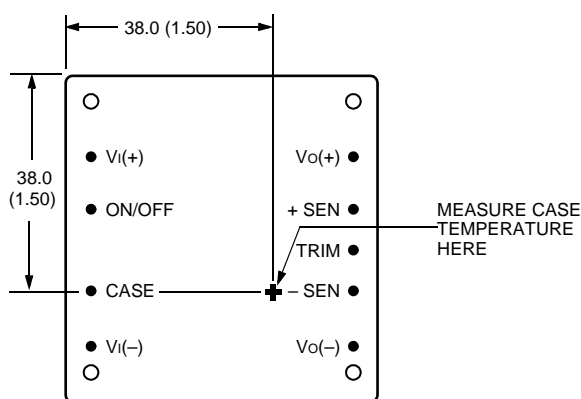 38.0 (1.50)
VI(+)
VO(+)
38.0
(1.50)
ON/OFF
+ SEN
MEASURE CASE
TEMPERATURE
HERE
TRIM
CASE
– SEN
VI(–)
VO(–)